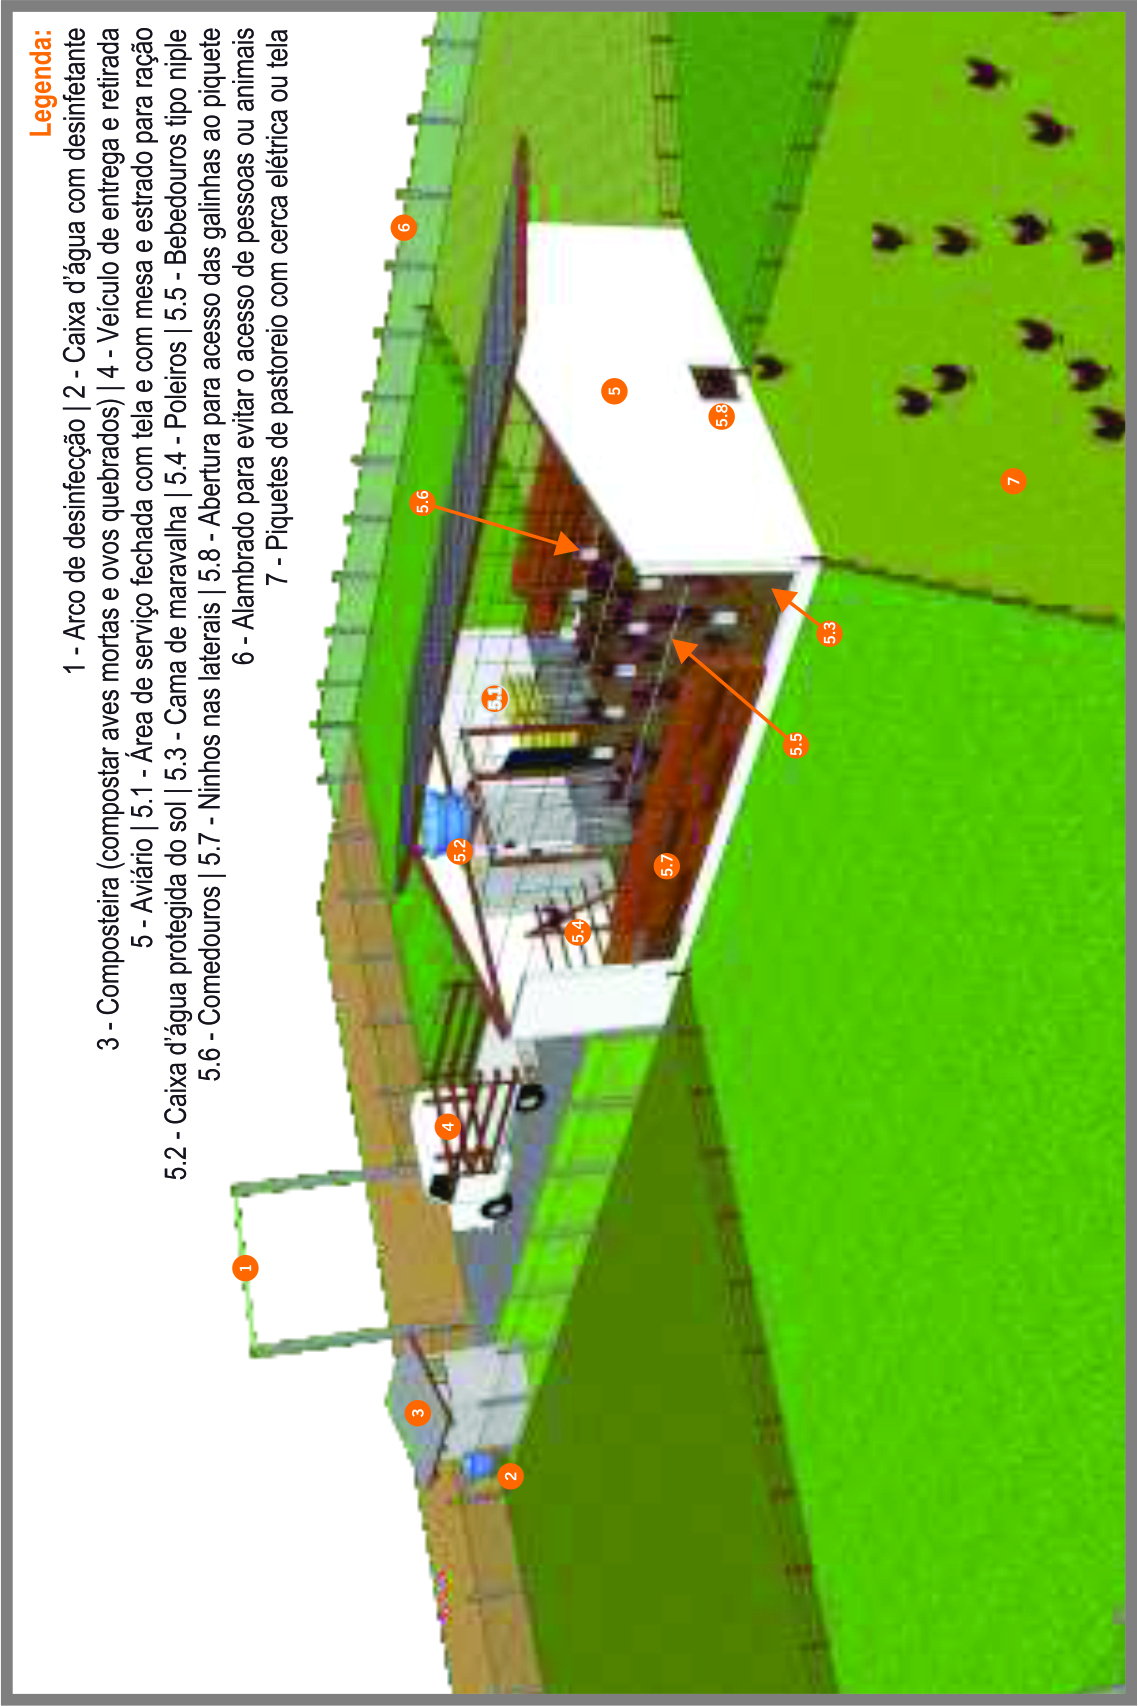 Legenda:
1 - Arco de desinfecção | 2 - Caixa d'água com desinfetante
3 - Composteira (compostar aves mortas e ovos quebrados) | 4 - Veículo de entrega e retirada
5 - Aviário | 5.1 - Área de serviço fechada com tela e com mesa e estrado para ração
5.2 - Caixa d'água protegida do sol | 5.3 - Cama de maravalha | 5.4 - Poleiros | 5.5 - Bebedouros tipo niple
5.6 - Comedouros | 5.7 - Ninhos nas laterais | 5.8 - Abertura para acesso das galinhas ao piquete
6 - Alambrado para evitar o acesso de pessoas ou animais
7 - Piquetes de pastoreio com cerca elétrica ou tela
1
6
3
4
5.6
2
5.2
5.1
5.4
5
5.7
5.8
5.5
5.3
7